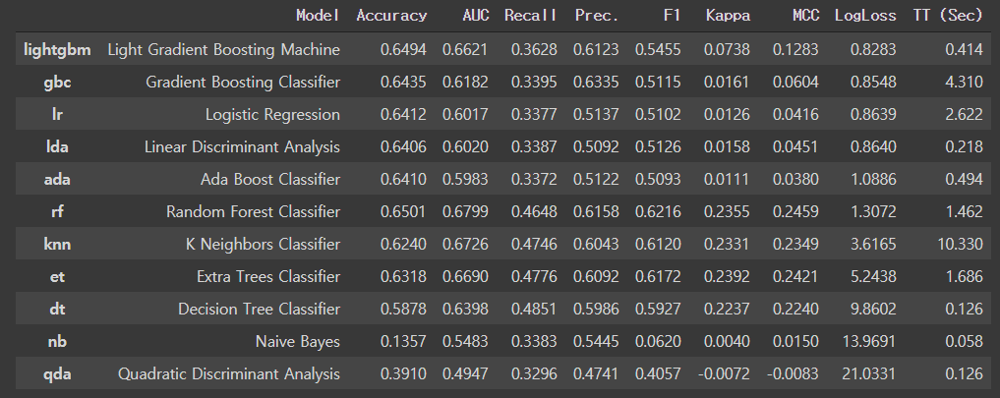 Model Accuracy AUC Recall Prec. F1 Kappa MCC LogLoss TT (Sec)
lightgbm Light Gradient Boosting Machine 0.6494 0.6621 0.3628 0.6123 0.5455 0.0738 0.1283 0.8283 0.414
gbc Gradient Boosting Classifier 0.6435 0.6182 0.3395 0.6335 0.5115 0.0161 0.0604 0.8548 4.310
lr Logistic Regression 0.6412 0.6017 0.3377 0.5137 0.5102 0.0126 0.0416 0.8639 2.622
lda Linear Discriminant Analysis 0.6406 0.6020 0.3387 0.5092 0.5126 0.0158 0.0451 0.8640 0.218
ada Ada Boost Classifier 0.6410 0.5983 0.3372 0.5122 0.5093 0.0111 0.0380 1.0886 0.494
rf Random Forest Classifier 0.6501 0.6799 0.4648 0.6158 0.6216 0.2355 0.2459 1.3072 1.462
knn K Neighbors Classifier 0.6240 0.6726 0.4746 0.6043 0.6120 0.2331 0.2349 3.6165 10.330
et Extra Trees Classifier 0.6318 0.6690 0.4776 0.6092 0.6172 0.2392 0.2421 5.2438 1.686
dt Decision Tree Classifier 0.5878 0.6398 0.4851 0.5986 0.5927 0.2237 0.2240 9.8602 0.126
nb Naive Bayes 0.1357 0.5483 0.3383 0.5445 0.0620 0.0040 0.0150 13.9691 0.058
qda Quadratic Discriminant Analysis 0.3910 0.4947 0.3296 0.4741 0.4057 -0.0072 -0.0083 21.0331 0.126